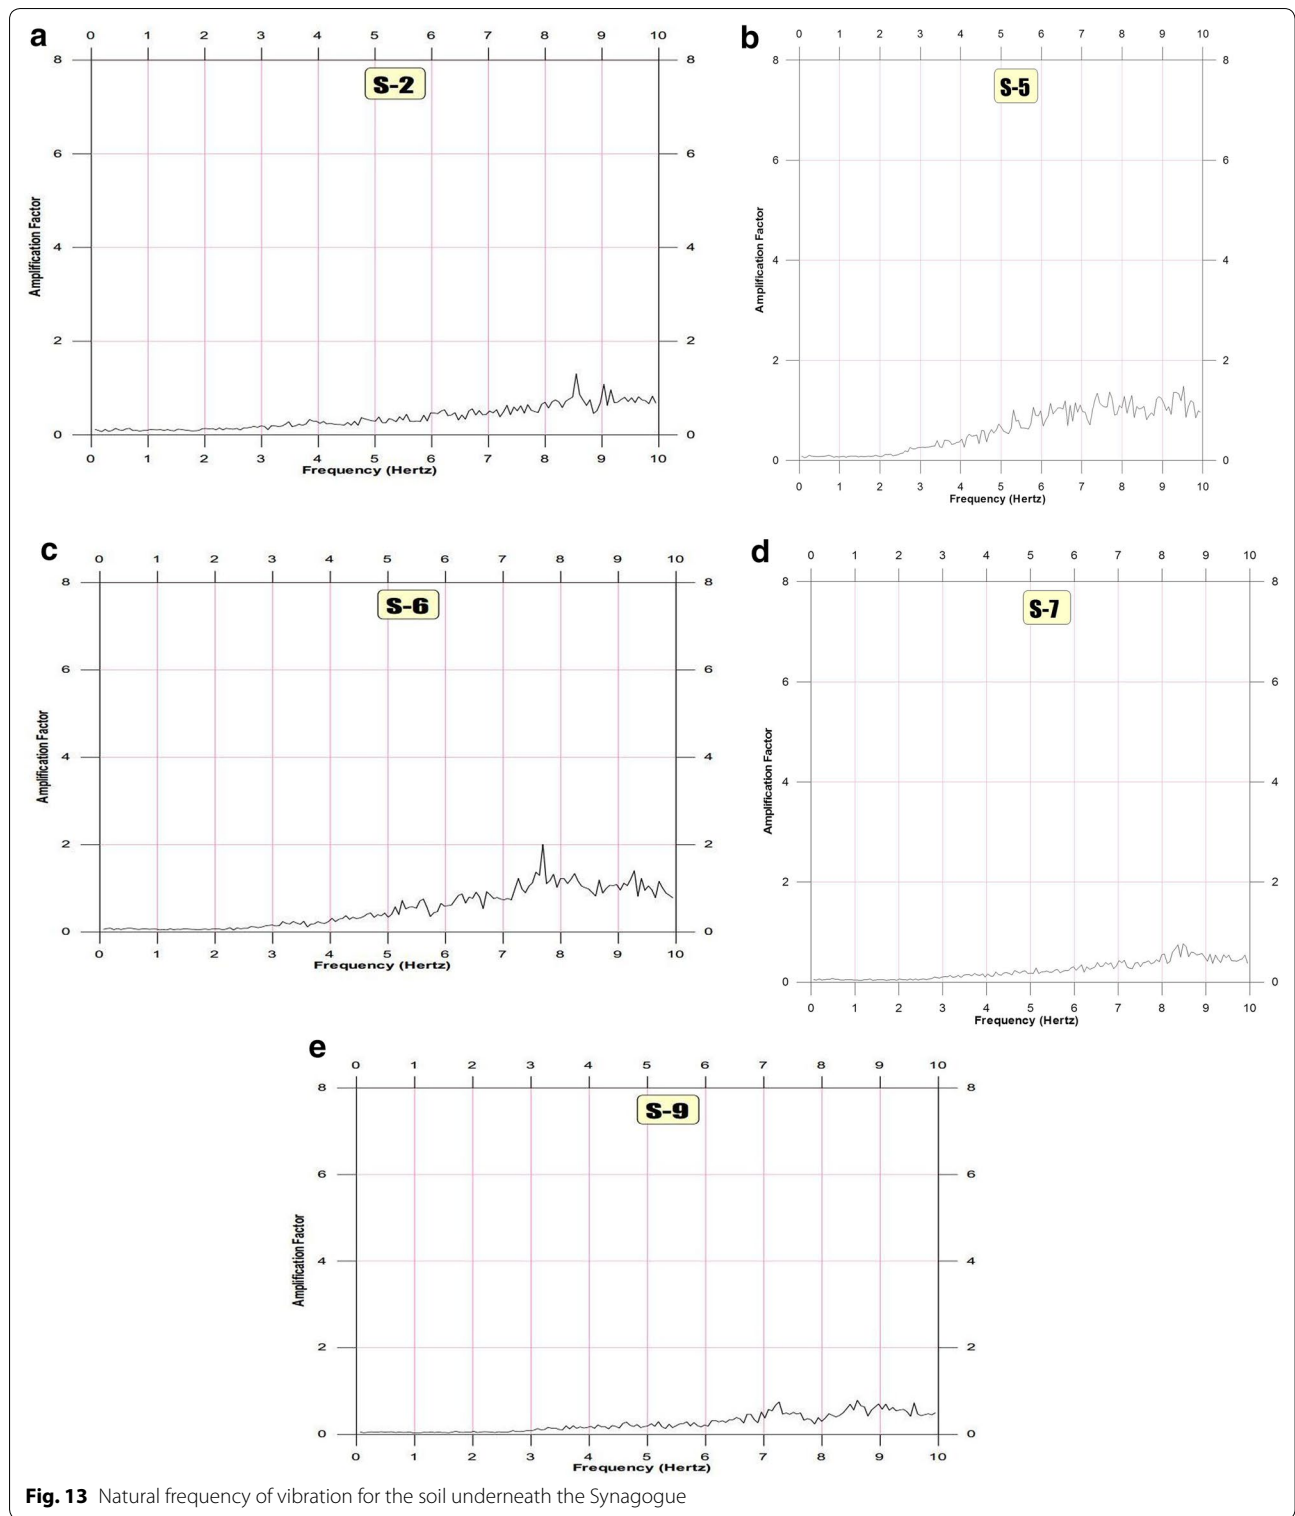 a
0 1 2 3 4 5 6 7 8 9 10
8 8
S-2
6 6
Amplification Factor
4 4
2 2
0 0
0 1 2 3 4 5 6 7 8 9 10
Frequency (Hertz)
b
0 1 2 3 4 5 6 7 8 9 10
8 8
S-5
6 6
Amplification Factor
4 4
2 2
0 0
0 1 2 3 4 5 6 7 8 9 10
Frequency (Hertz)
c
0 1 2 3 4 5 6 7 8 9 10
8 8
S-6
6 6
Amplification Factor
4 4
2 2
0 0
0 1 2 3 4 5 6 7 8 9 10
Frequency (Hertz)
d
0 1 2 3 4 5 6 7 8 9 10
8 8
S-7
6 6
Amplification Factor
4 4
2 2
0 0
0 1 2 3 4 5 6 7 8 9 10
Frequency (Hertz)
e
0 1 2 3 4 5 6 7 8 9 10
8 8
S-9
6 6
Amplification Factor
4 4
2 2
0 0
0 1 2 3 4 5 6 7 8 9 10
Frequency (Hertz)
Fig. 13 Natural frequency of vibration for the soil underneath the Synagogue